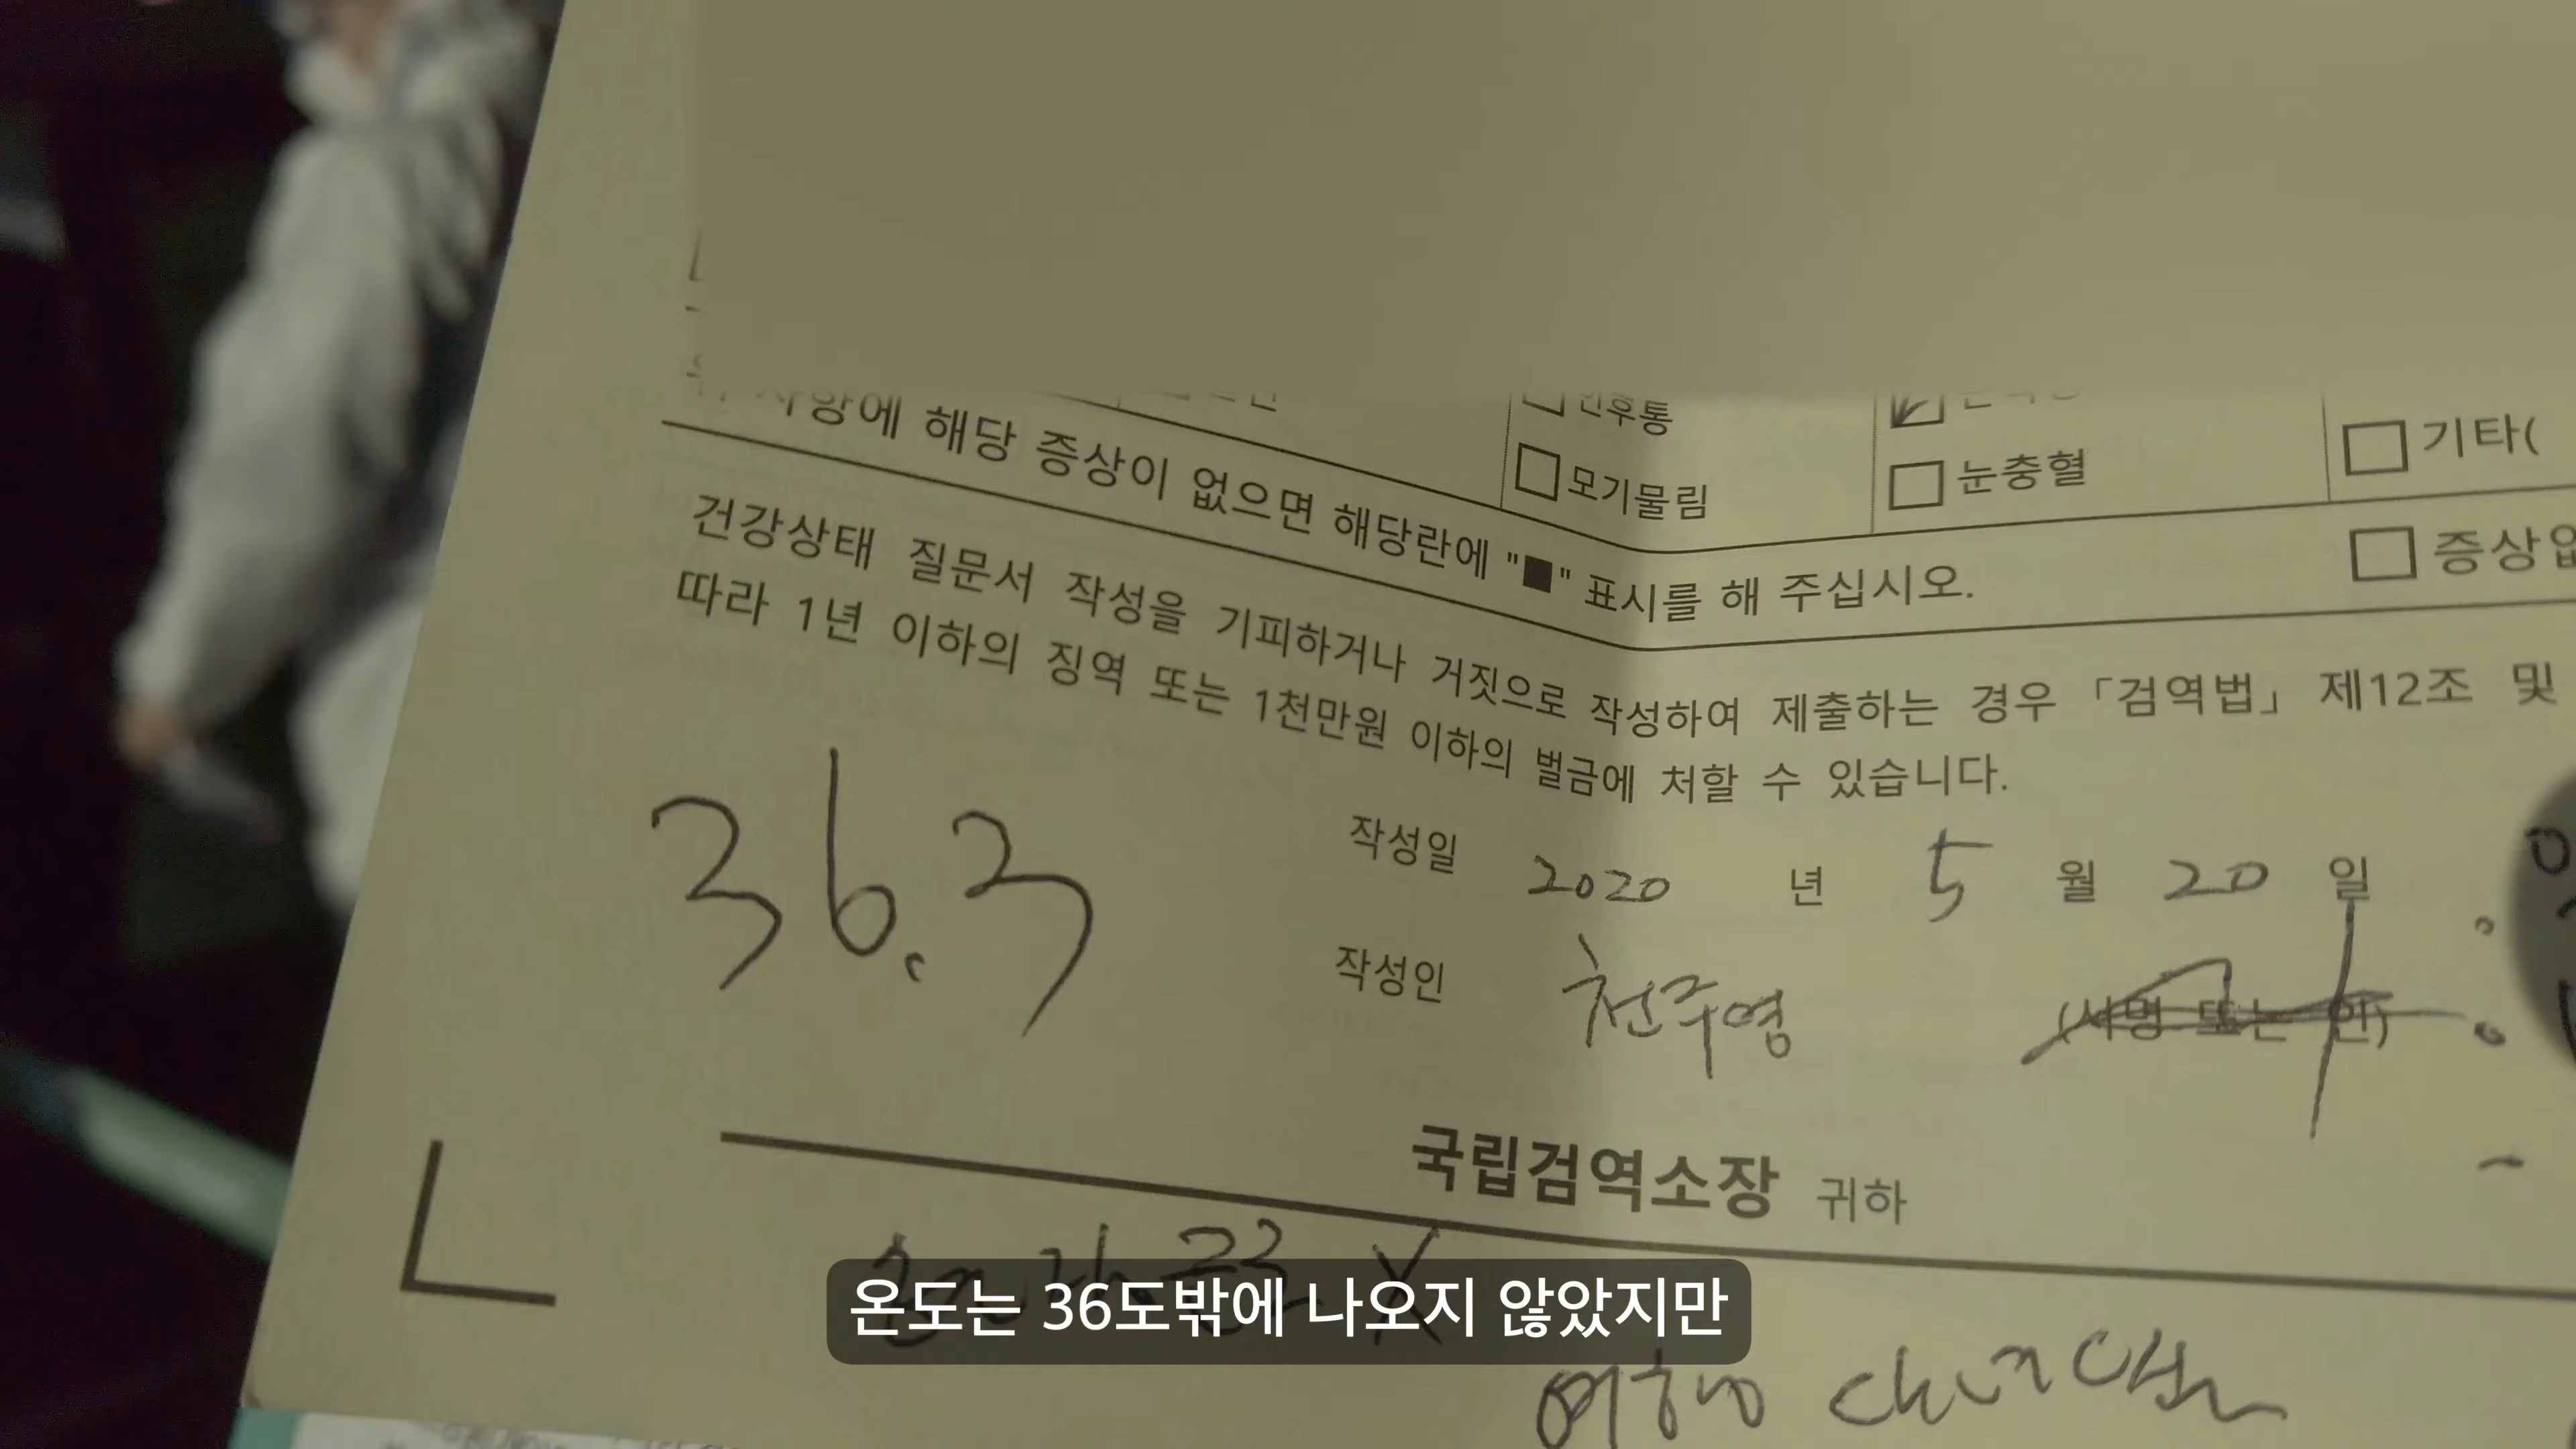 인후통
모기물림 눈충혈 기타(
사항에 해당 증상이 없으면 해당란에 "■" 표시를 해 주십시오. 증상없
건강상태 질문서 작성을 기피하거나 거짓으로 작성하여 제출하는 경우 「검역법」 제12조 및
따라 1년 이하의 징역 또는 1천만원 이하의 벌금에 처할 수 있습니다.
36.3
작성일 2020 년 5 월 20 일
작성인 천주영 (서명 또는 인)
국립검역소장 귀하
온도는 36도밖에 나오지 않았지만
여행